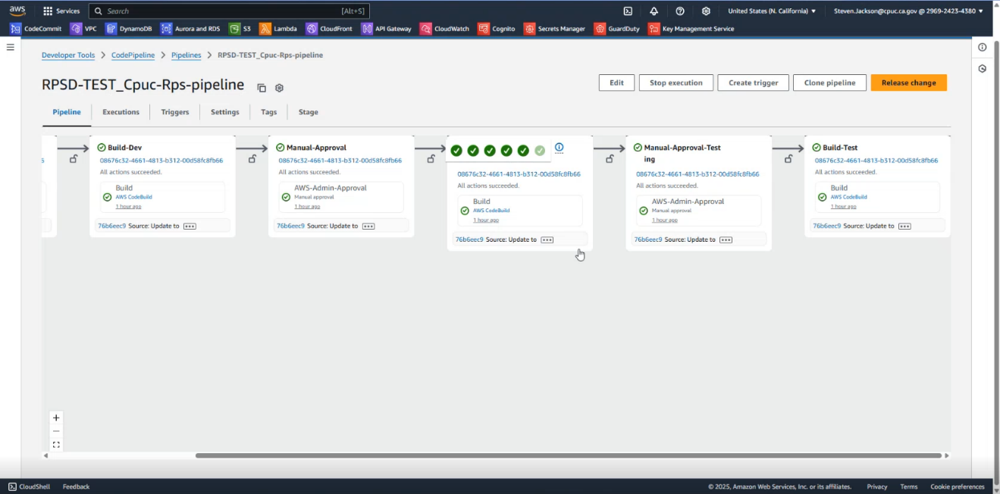 aws
Services
Search [Alt+S]
United States (N. California) ▼
Steven.Jackson@cpuc.ca.gov @ 2969-2423-4380 ▼
CodeCommit VPC DynamoDB Aurora and RDS S3 Lambda CloudFront API Gateway CloudWatch Cognito Secrets Manager GuardDuty Key Management Service
Developer Tools > CodePipeline > Pipelines > RPSD-TEST_Cpuc-Rps-pipeline
RPSD-TEST_Cpuc-Rps-pipeline
Edit Stop execution Create trigger Clone pipeline Release change
Pipeline Executions Triggers Settings Tags Stage
6
Build-Dev
08676c32-4661-4813-b312-00d58fc8fb66
All actions succeeded.
Build
AWS CodeBuild
1 hour ago
76b6eec9 Source: Update to
Manual-Approval
08676c32-4661-4813-b312-00d58fc8fb66
All actions succeeded.
AWS-Admin-Approval
Manual approval
1 hour ago
76b6eec9 Source: Update to
08676c32-4661-4813-b312-00d58fc8fb66
All actions succeeded.
Build
AWS CodeBuild
1 hour ago
76b6eec9 Source: Update to
Manual-Approval-Test
ing
08676c32-4661-4813-b312-00d58fc8fb66
All actions succeeded.
AWS-Admin-Approval
Manual approval
1 hour ago
76b6eec9 Source: Update to
Build-Test
08676c32-4661-4813-b312-00d58fc8fb66
All actions succeeded.
Build
AWS CodeBuild
1 hour ago
76b6eec9 Source: Update to
CloudShell Feedback
© 2025, Amazon Web Services, Inc. or its affiliates. Privacy Terms Cookie preferences